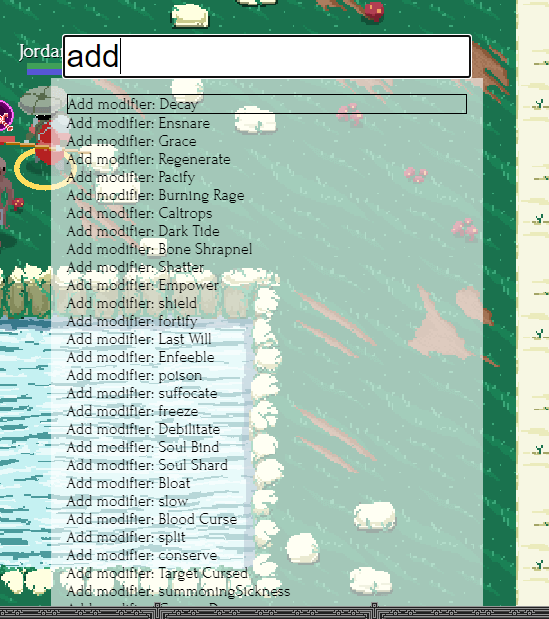 Jordan
add
Add modifier: Decay
Add modifier: Ensnare
Add modifier: Grace
Add modifier: Regenerate
Add modifier: Pacify
Add modifier: Burning Rage
Add modifier: Caltrops
Add modifier: Dark Tide
Add modifier: Bone Shrapnel
Add modifier: Shatter
Add modifier: Empower
Add modifier: shield
Add modifier: fortify
Add modifier: Last Will
Add modifier: Enfeeble
Add modifier: poison
Add modifier: suffocate
Add modifier: freeze
Add modifier: Debilitate
Add modifier: Soul Bind
Add modifier: Soul Shard
Add modifier: Bloat
Add modifier: slow
Add modifier: Blood Curse
Add modifier: split
Add modifier: conserve
Add modifier: Target Cursed
Add modifier: summoningSickness